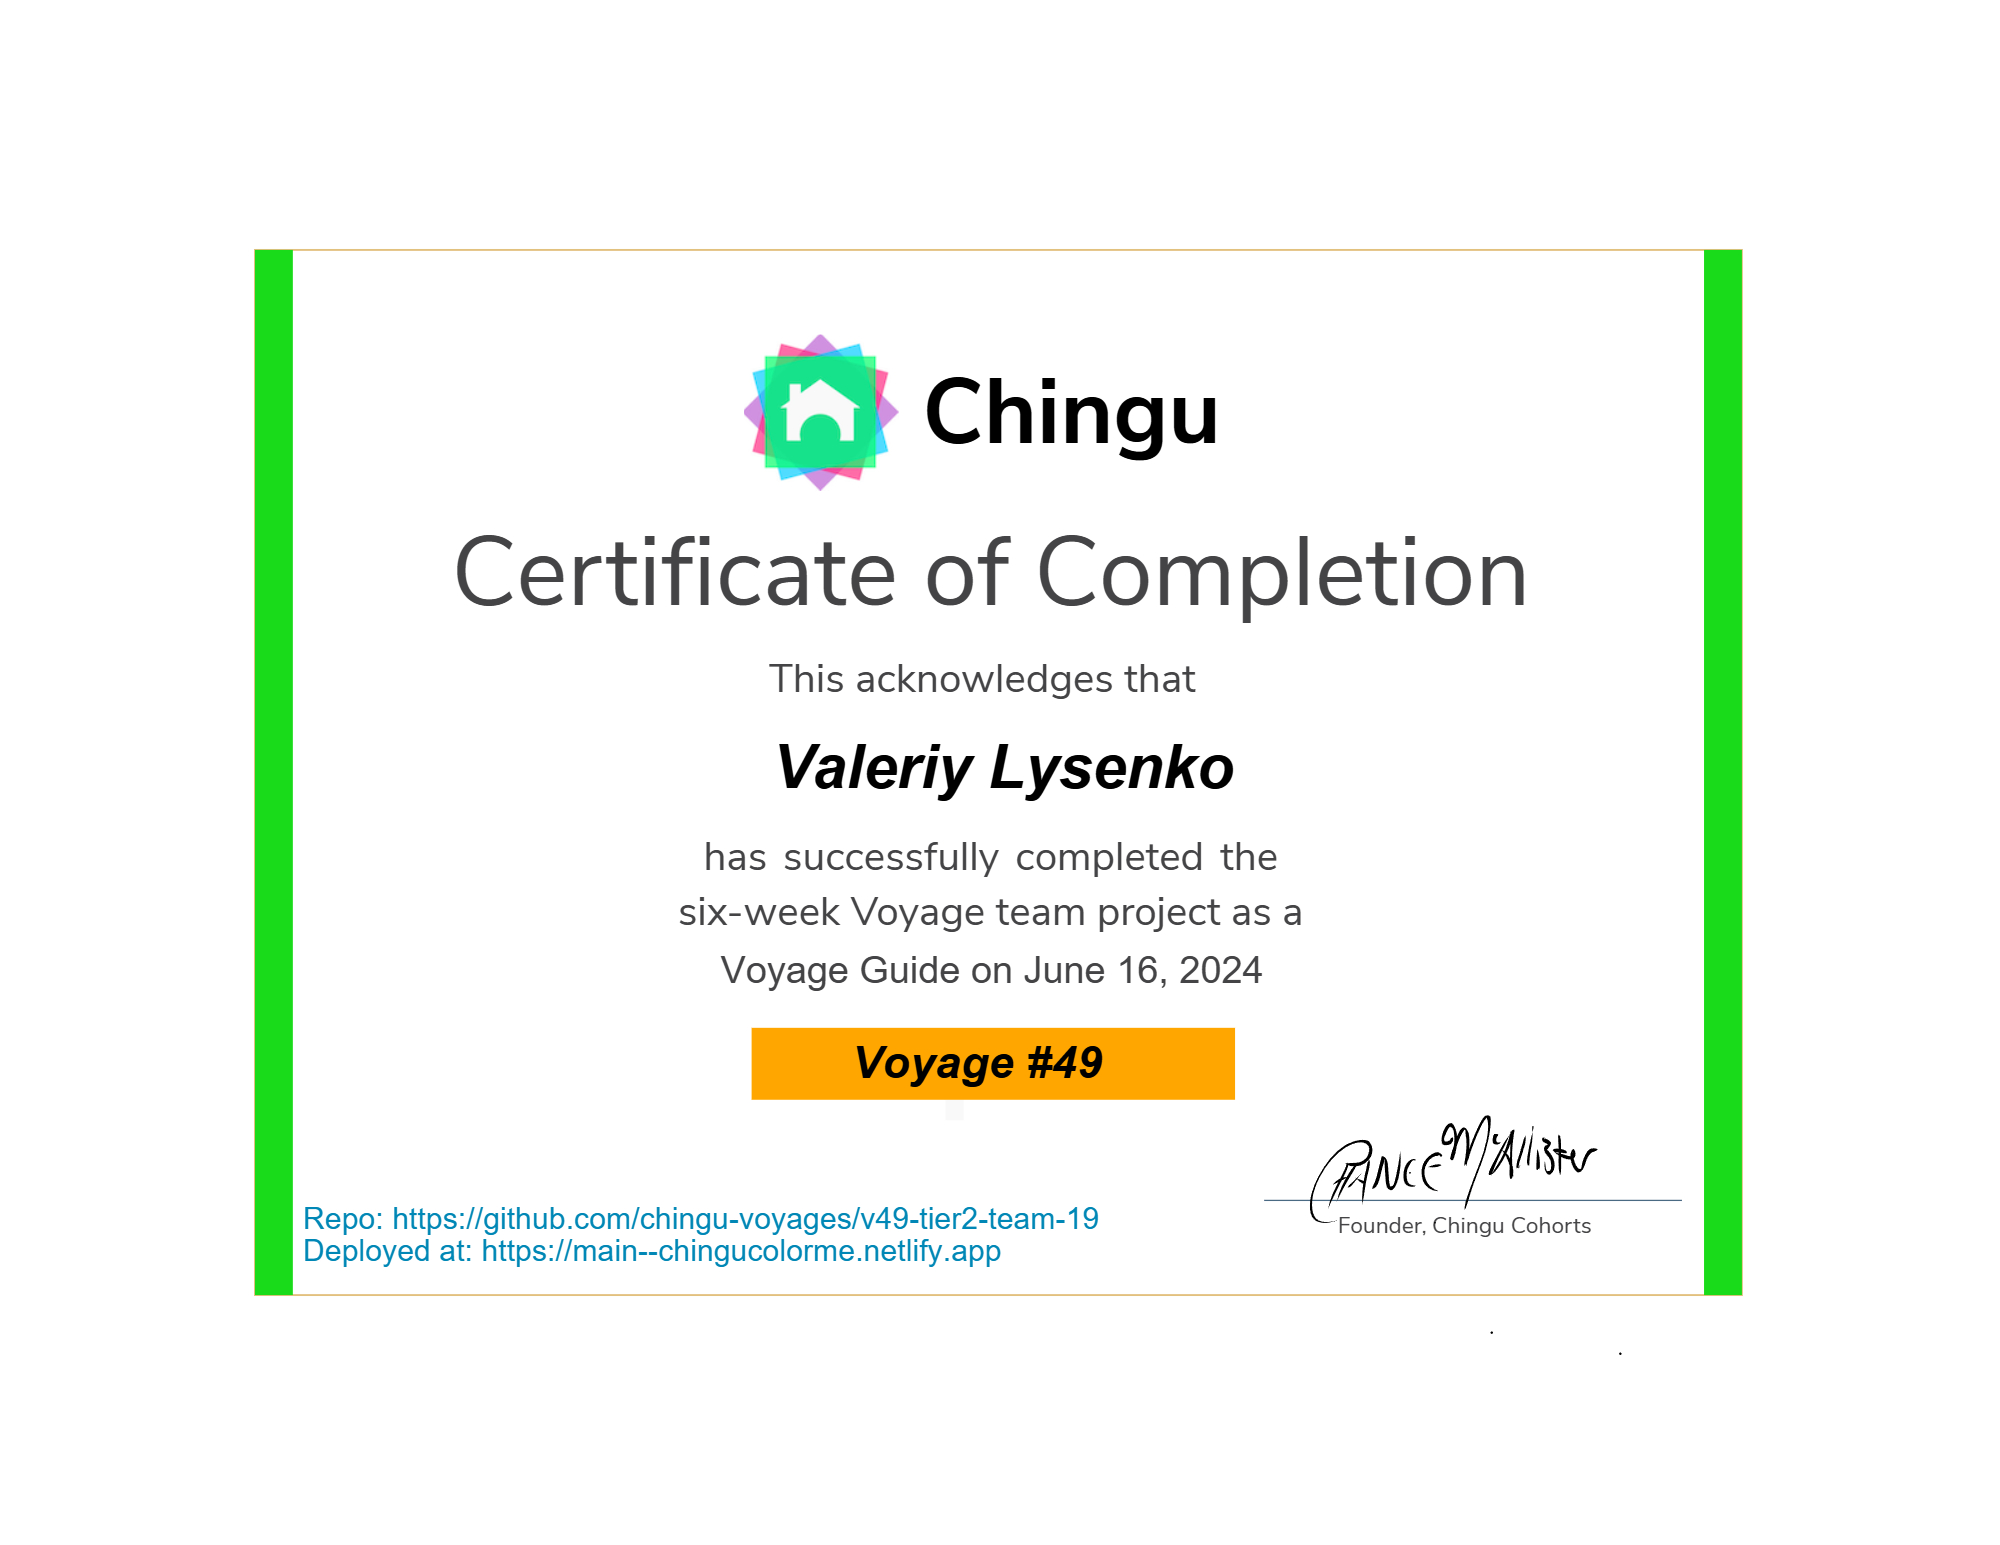 Chingu
Certificate of Completion
This acknowledges that
Valeriy Lysenko
has successfully completed the
six-week Voyage team project as a
Voyage Guide on June 16, 2024
Voyage #49
CHANCE McAllister
Founder, Chingu Cohorts
Repo: https://github.com/chingu-voyages/v49-tier2-team-19
Deployed at: https://main--chingucolorme.netlify.app